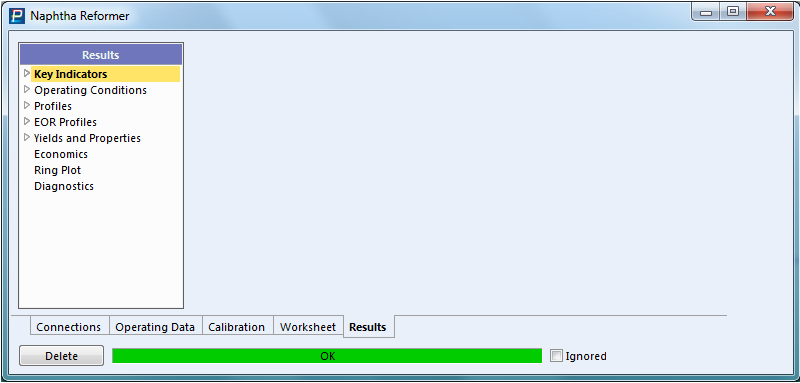 Naphtha Reformer
Results
Key Indicators
Operating Conditions
Profiles
EOR Profiles
Yields and Properties
Economics
Ring Plot
Diagnostics
Connections Operating Data Calibration Worksheet Results
Delete OK Ignored